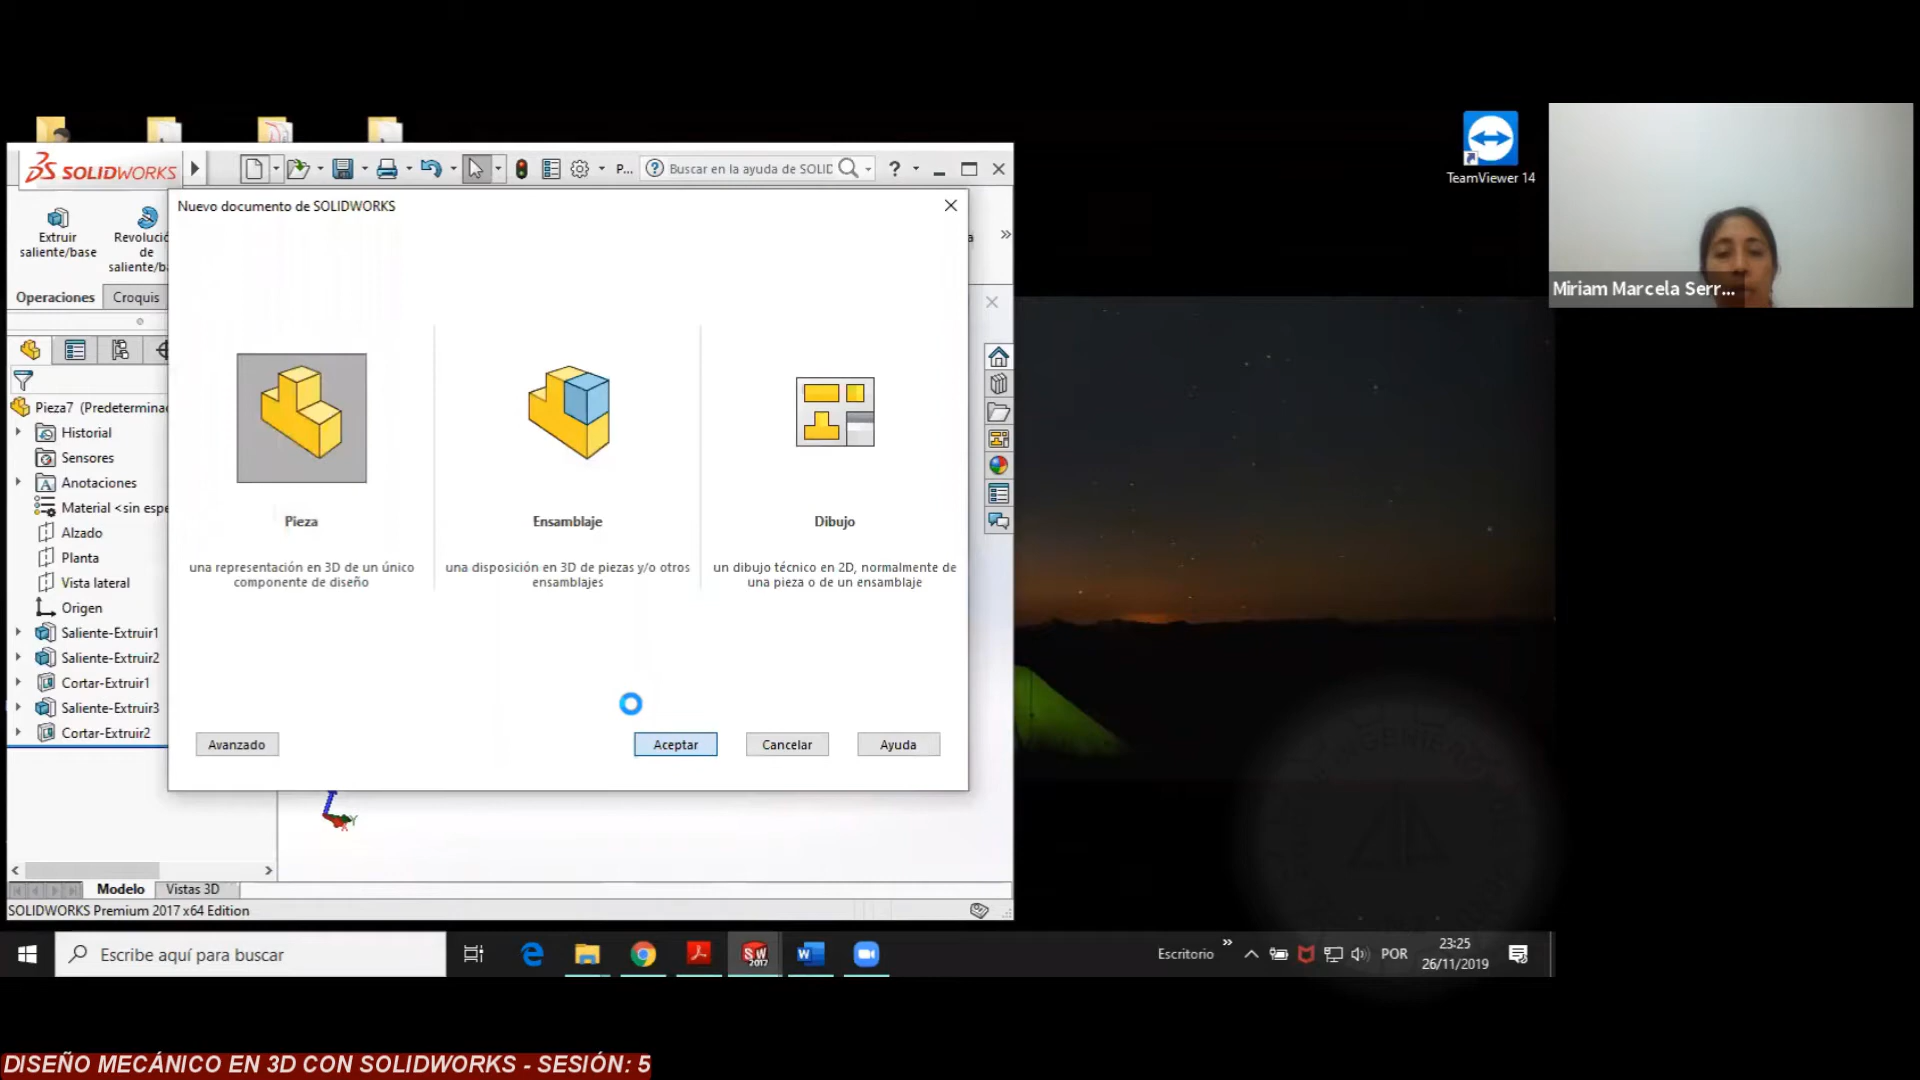 TeamViewer 14
Miriam Marcela Serr...
SOLIDWORKS
P...
Buscar en la ayuda de SOLID
?
Nuevo documento de SOLIDWORKS
Extruir
saliente/base
Revolució
de
saliente/ba
a
»
Operaciones
Croquis
Pieza7 (Predetermina
Historial
Sensores
Anotaciones
Material <sin espe
Alzado
Planta
Vista lateral
Origen
Saliente-Extruir1
Saliente-Extruir2
Cortar-Extruir1
Saliente-Extruir3
Cortar-Extruir2
Pieza
una representación en 3D de un único
componente de diseño
Ensamblaje
una disposición en 3D de piezas y/o otros
ensamblajes
Dibujo
un dibujo técnico en 2D, normalmente de
una pieza o de un ensamblaje
Avanzado
Aceptar
Cancelar
Ayuda
Y
X
Modelo
Vistas 3D
SOLIDWORKS Premium 2017 x64 Edition
Escribe aquí para buscar
SW
2017
Escritorio
»
POR
23:25
26/11/2019
DISEÑO MECÁNICO EN 3D CON SOLIDWORKS - SESIÓN: 5